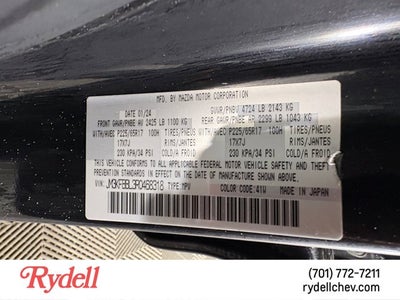 MFD. BY MAZDA MOTOR CORPORATION
DATE 01/24
GVWR/PNBV 4724 LB 2143 KG
FRONT GAWR/PNBE AV 2425 LB 1100 KG
REAR GAWR/PNBE AR 2299 LB 1043 KG
WITH/AVEC P225/65R17 100H TIRES/PNEUS
WITH/AVEC P225/65R17 100H TIRES/PNEUS
17X7J RIMS/JANTES
17X7J RIMS/JANTES
230 KPA/34 PSI COLD/A FROID
230 KPA/34 PSI COLD/A FROID
THIS VEHICLE CONFORMS TO ALL APPLICABLE FEDERAL MOTOR VEHICLE SAFETY,
BUMPER, AND THEFT PREVENTION STANDARDS IN EFFECT
ON THE DATE OF MANUFACTURE SHOWN ABOVE.
TYPE MPV
COLOR CODE: 41W
MADE IN JAPAN
Rydell
(701) 772-7211
rydellchev.com